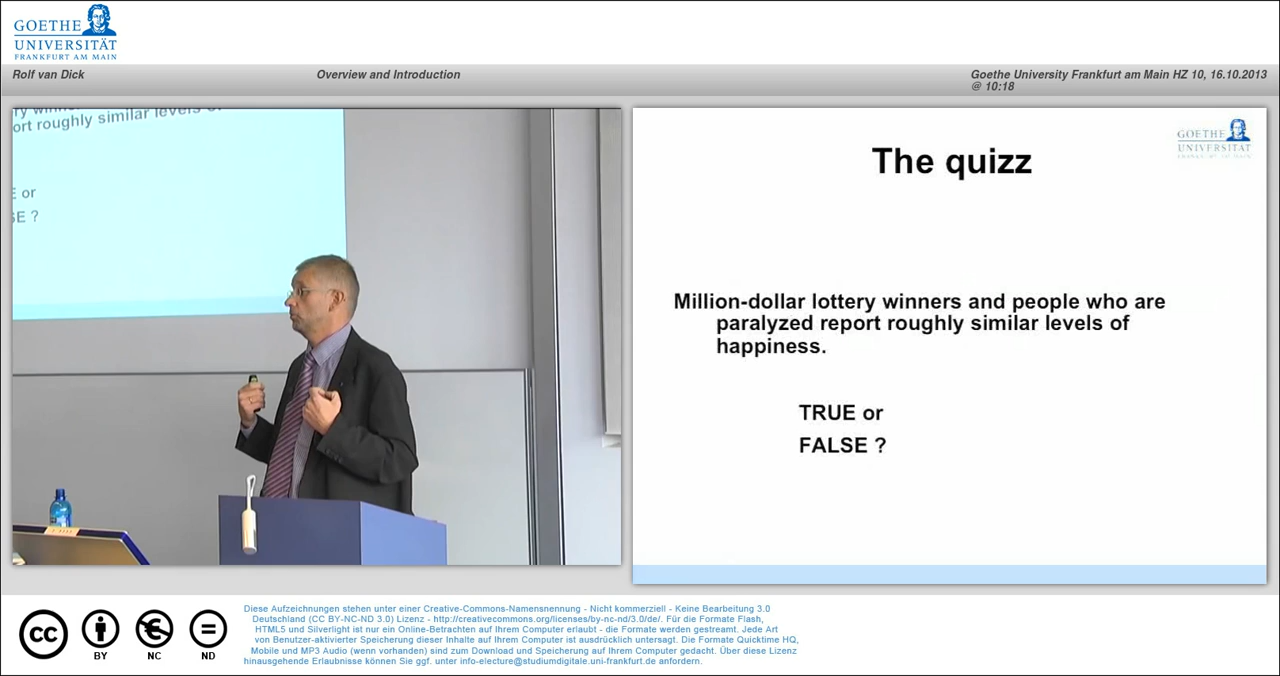 GOETHE
UNIVERSITÄT
FRANKFURT AM MAIN
Rolf van Dick
Overview and Introduction
Goethe University Frankfurt am Main HZ 10, 16.10.2013
@ 10:18
ort roughly similar levels of
E or
SE ?
GOETHE
UNIVERSITÄT
FRANKFURT AM MAIN
The quizz
Million-dollar lottery winners and people who are
paralyzed report roughly similar levels of
happiness.
TRUE or
FALSE ?
cc
BY
NC
ND
Diese Aufzeichnungen stehen unter einer Creative-Commons-Namensnennung - Nicht kommerziell - Keine Bearbeitung 3.0
Deutschland (CC BY-NC-ND 3.0) Lizenz - http://creativecommons.org/licenses/by-nc-nd/3.0/de/. Für die Formate Flash,
HTML5 und Silverlight ist nur ein Online-Betrachten auf Ihrem Computer erlaubt - die Formate werden gestreamt. Jede Art
von Benutzer-aktivierter Speicherung dieser Inhalte auf Ihrem Computer ist ausdrücklich untersagt. Die Formate Quicktime HQ,
Mobile und MP3 Audio (wenn vorhanden) sind zum Download und Speicherung auf Ihrem Computer gedacht. Über diese Lizenz
hinausgehende Erlaubnisse können Sie ggf. unter info-electure@studiumdigitale.uni-frankfurt.de anfordern.